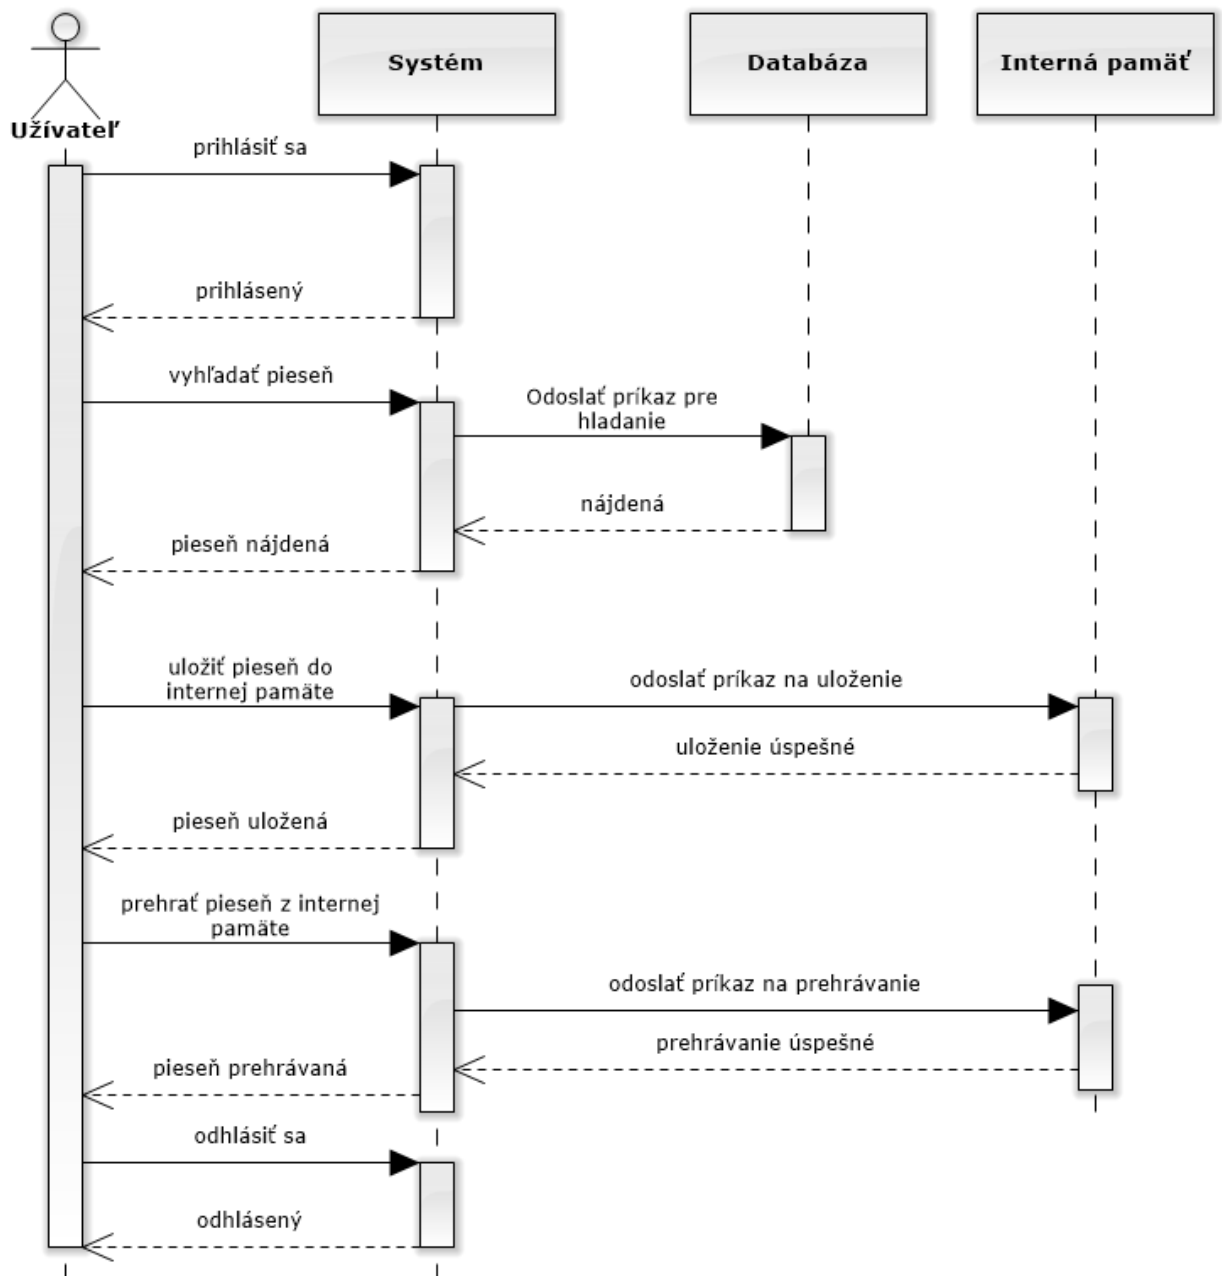 Systém
Databáza
Interná pamäť
Užívateľ
prihlásiť sa
prihlásený
vyhľadať pieseň
Odoslať príkaz pre
hladanie
nájdená
pieseň nájdená
uložiť pieseň do
internej pamäte
odoslať príkaz na uloženie
uloženie úspešné
pieseň uložená
prehrať pieseň z internej
pamäte
odoslať príkaz na prehrávanie
prehrávanie úspešné
pieseň prehrávaná
odhlásiť sa
odhlásený